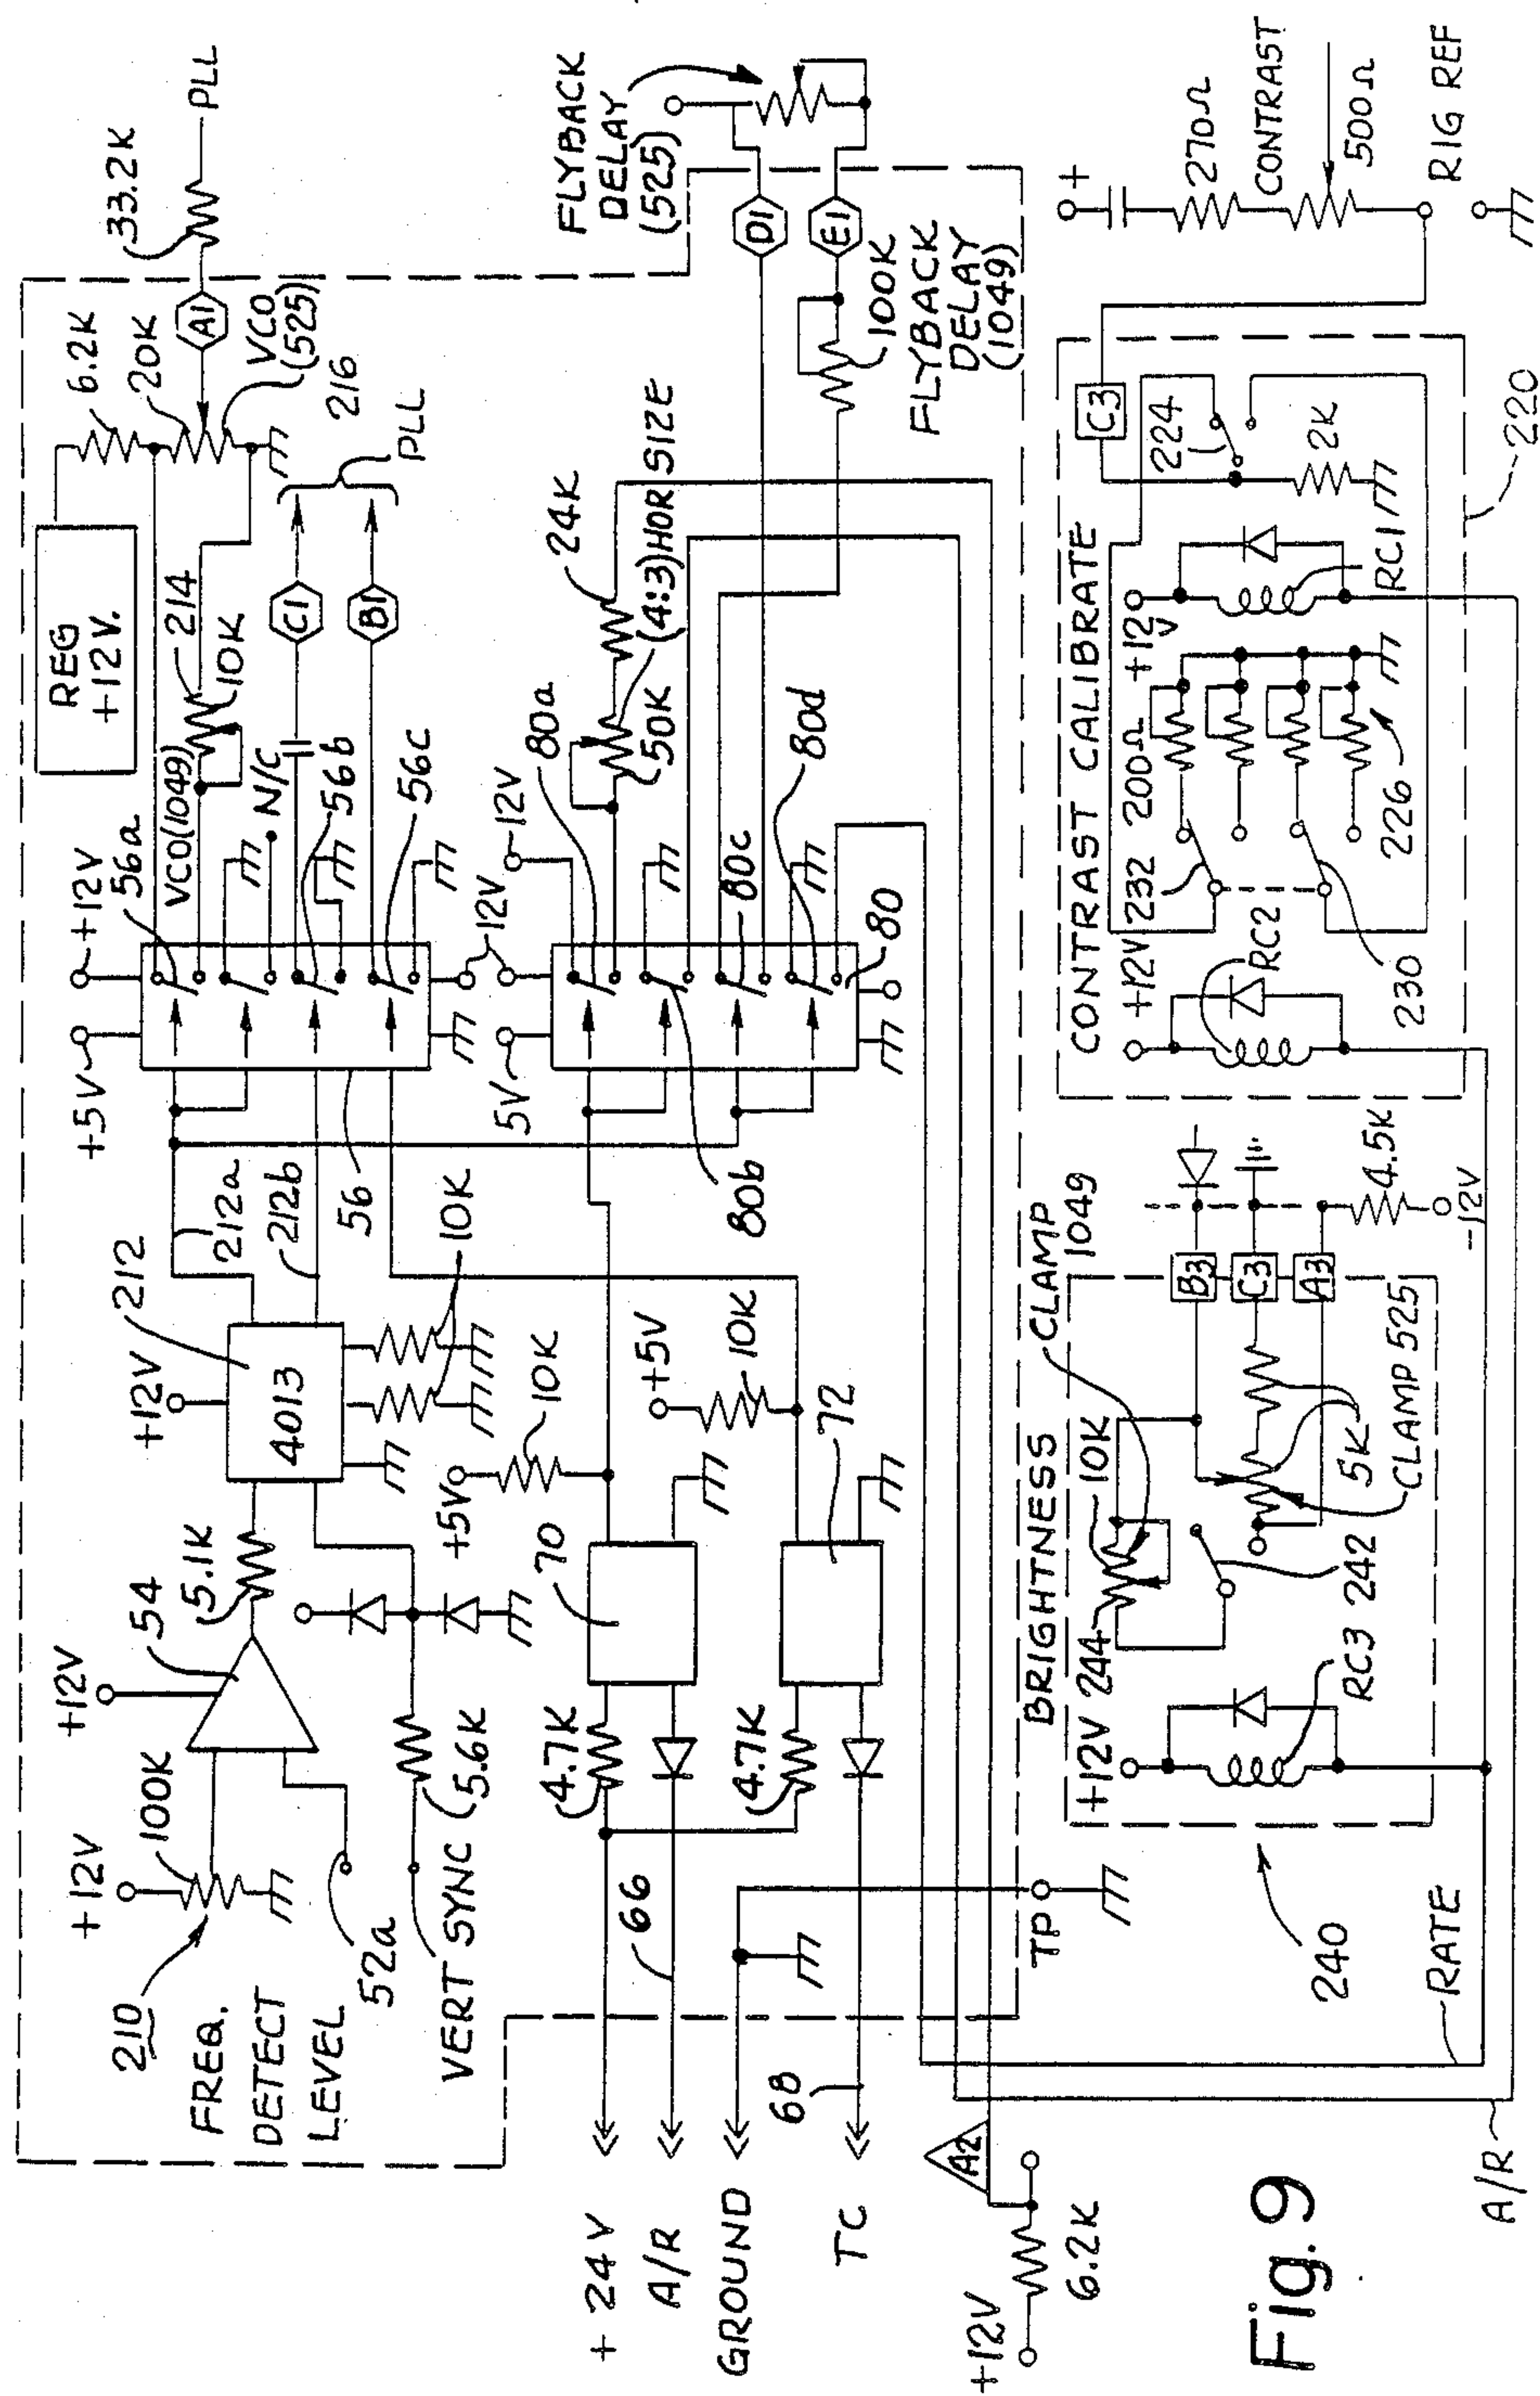 +12V
+12V
+12V
+5V
+12V
REG
+12V.
6.2K
33.2K
210
100K
54
5.1K
212
4013
212a
56a
VCO(1049)
214
10K
20K
A1
PLL
VCO
(525)
216
FREQ.
DETECT
LEVEL
52a
VERT SYNC
5.6K
212b
N/C
C1
56b
B1
PLL
56
10K
56c
+5V
10K
12V
-12V
5V
80a
24K
FLYBACK
DELAY
(525)
+24V
A/R
GROUND
TC
4.7K
70
+5V
10K
80b
50K
(4:3)HOR SIZE
66
80c
D1
4.7K
72
80d
E1
68
80
100K
FLYBACK
DELAY
(1049)
A2
+12V
6.2K
TP
BRIGHTNESS
CLAMP
1049
+12V
244
10K
B3
C3
A3
4.5K
-12V
5K
CLAMP 525
RC3
242
240
CONTRAST CALIBRATE
+12V
232
200Ω
+12
V
224
C3
RC2
230
226
RC1
2K
220
+
270Ω
CONTRAST
500Ω
RIG REF
RATE
A/R
Fig. 9